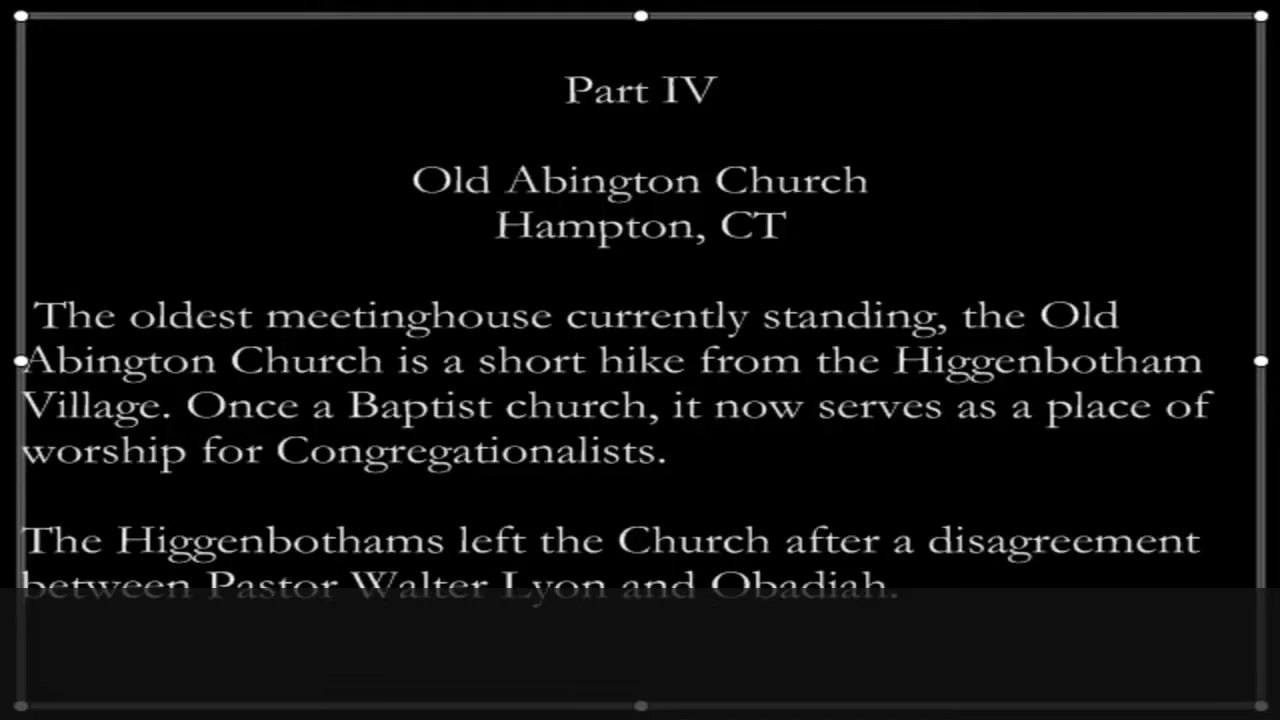 Part IV
Old Abington Church
Hampton, CT
The oldest meetinghouse currently standing, the Old
Abington Church is a short hike from the Higgenbotham
Village. Once a Baptist church, it now serves as a place of
worship for Congregationalists.
The Higgenbothams left the Church after a disagreement
between Pastor Walter Lyon and Obadiah.